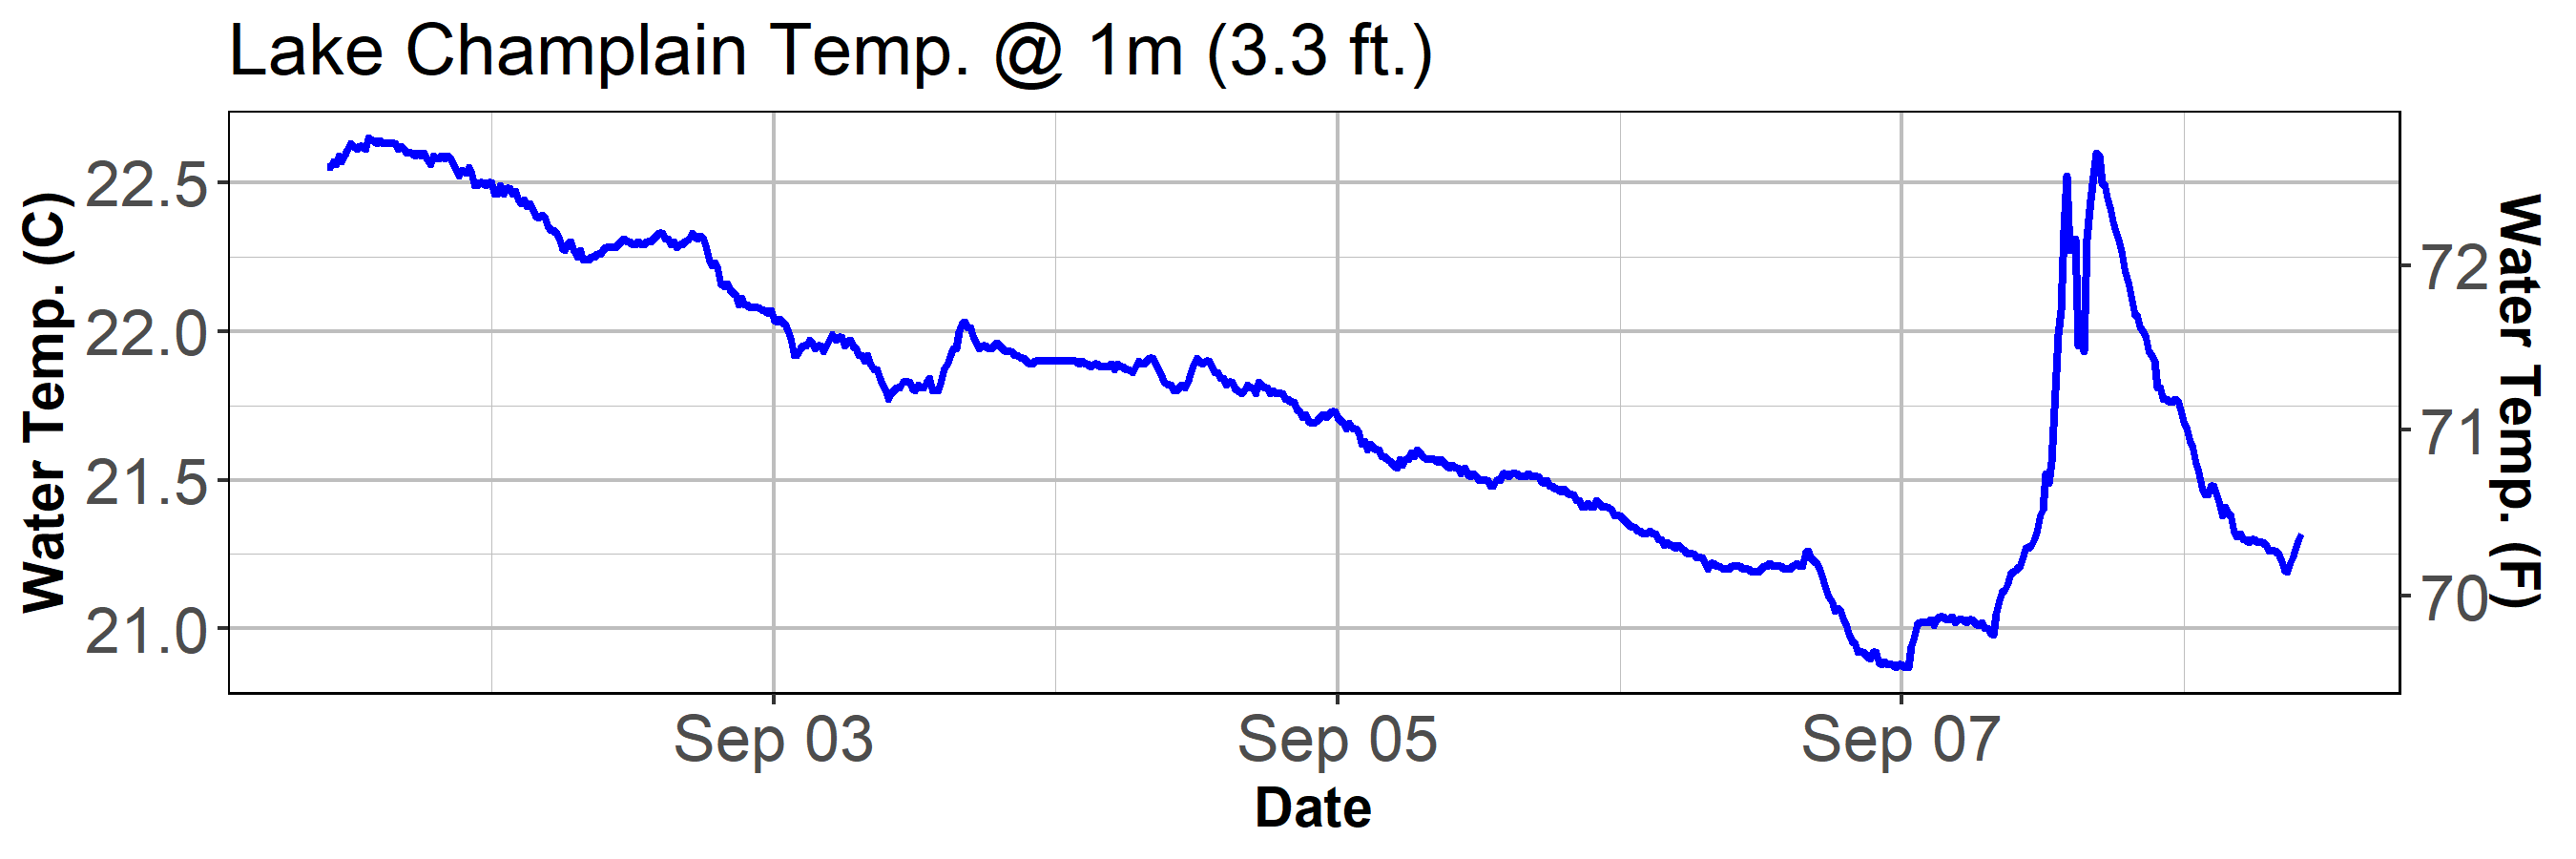 Lake Champlain Temp. @ 1m (3.3 ft.)
Water Temp. (C)
22.5
22.0
21.5
21.0
72
71
70
Water Temp. (F)
Sep 03
Sep 05
Sep 07
Date